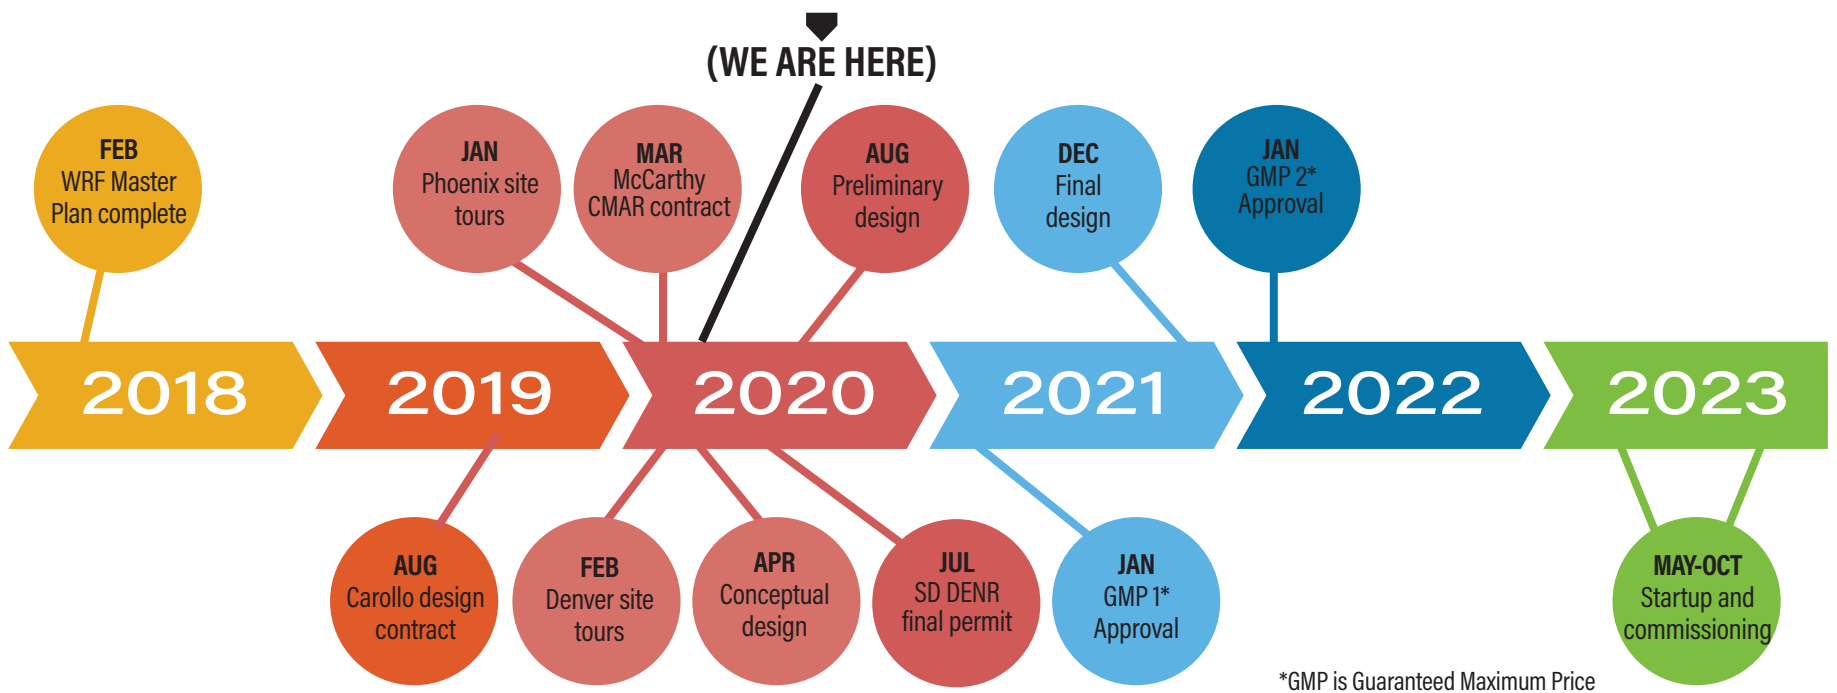 (WE ARE HERE)
FEB
WRF Master
Plan complete
JAN
Phoenix site
tours
MAR
McCarthy
CMAR contract
AUG
Preliminary
design
DEC
Final
design
JAN
GMP 2*
Approval
2018
2019
2020
2021
2022
2023
AUG
Carollo design
contract
FEB
Denver site
tours
APR
Conceptual
design
JUL
SD DENR
final permit
JAN
GMP 1*
Approval
MAY-OCT
Startup and
commissioning
*GMP is Guaranteed Maximum Price